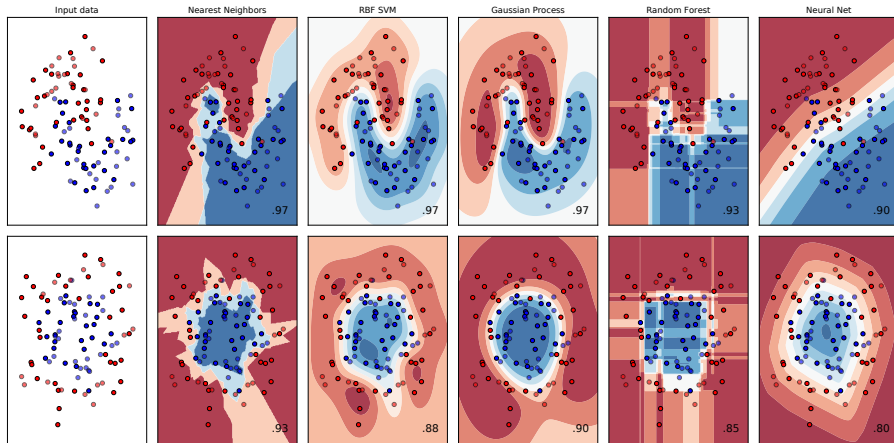 Input data
Nearest Neighbors
RBF SVM
Gaussian Process
Random Forest
Neural Net
.97
.97
.97
.93
.90
.93
.88
.90
.85
.80